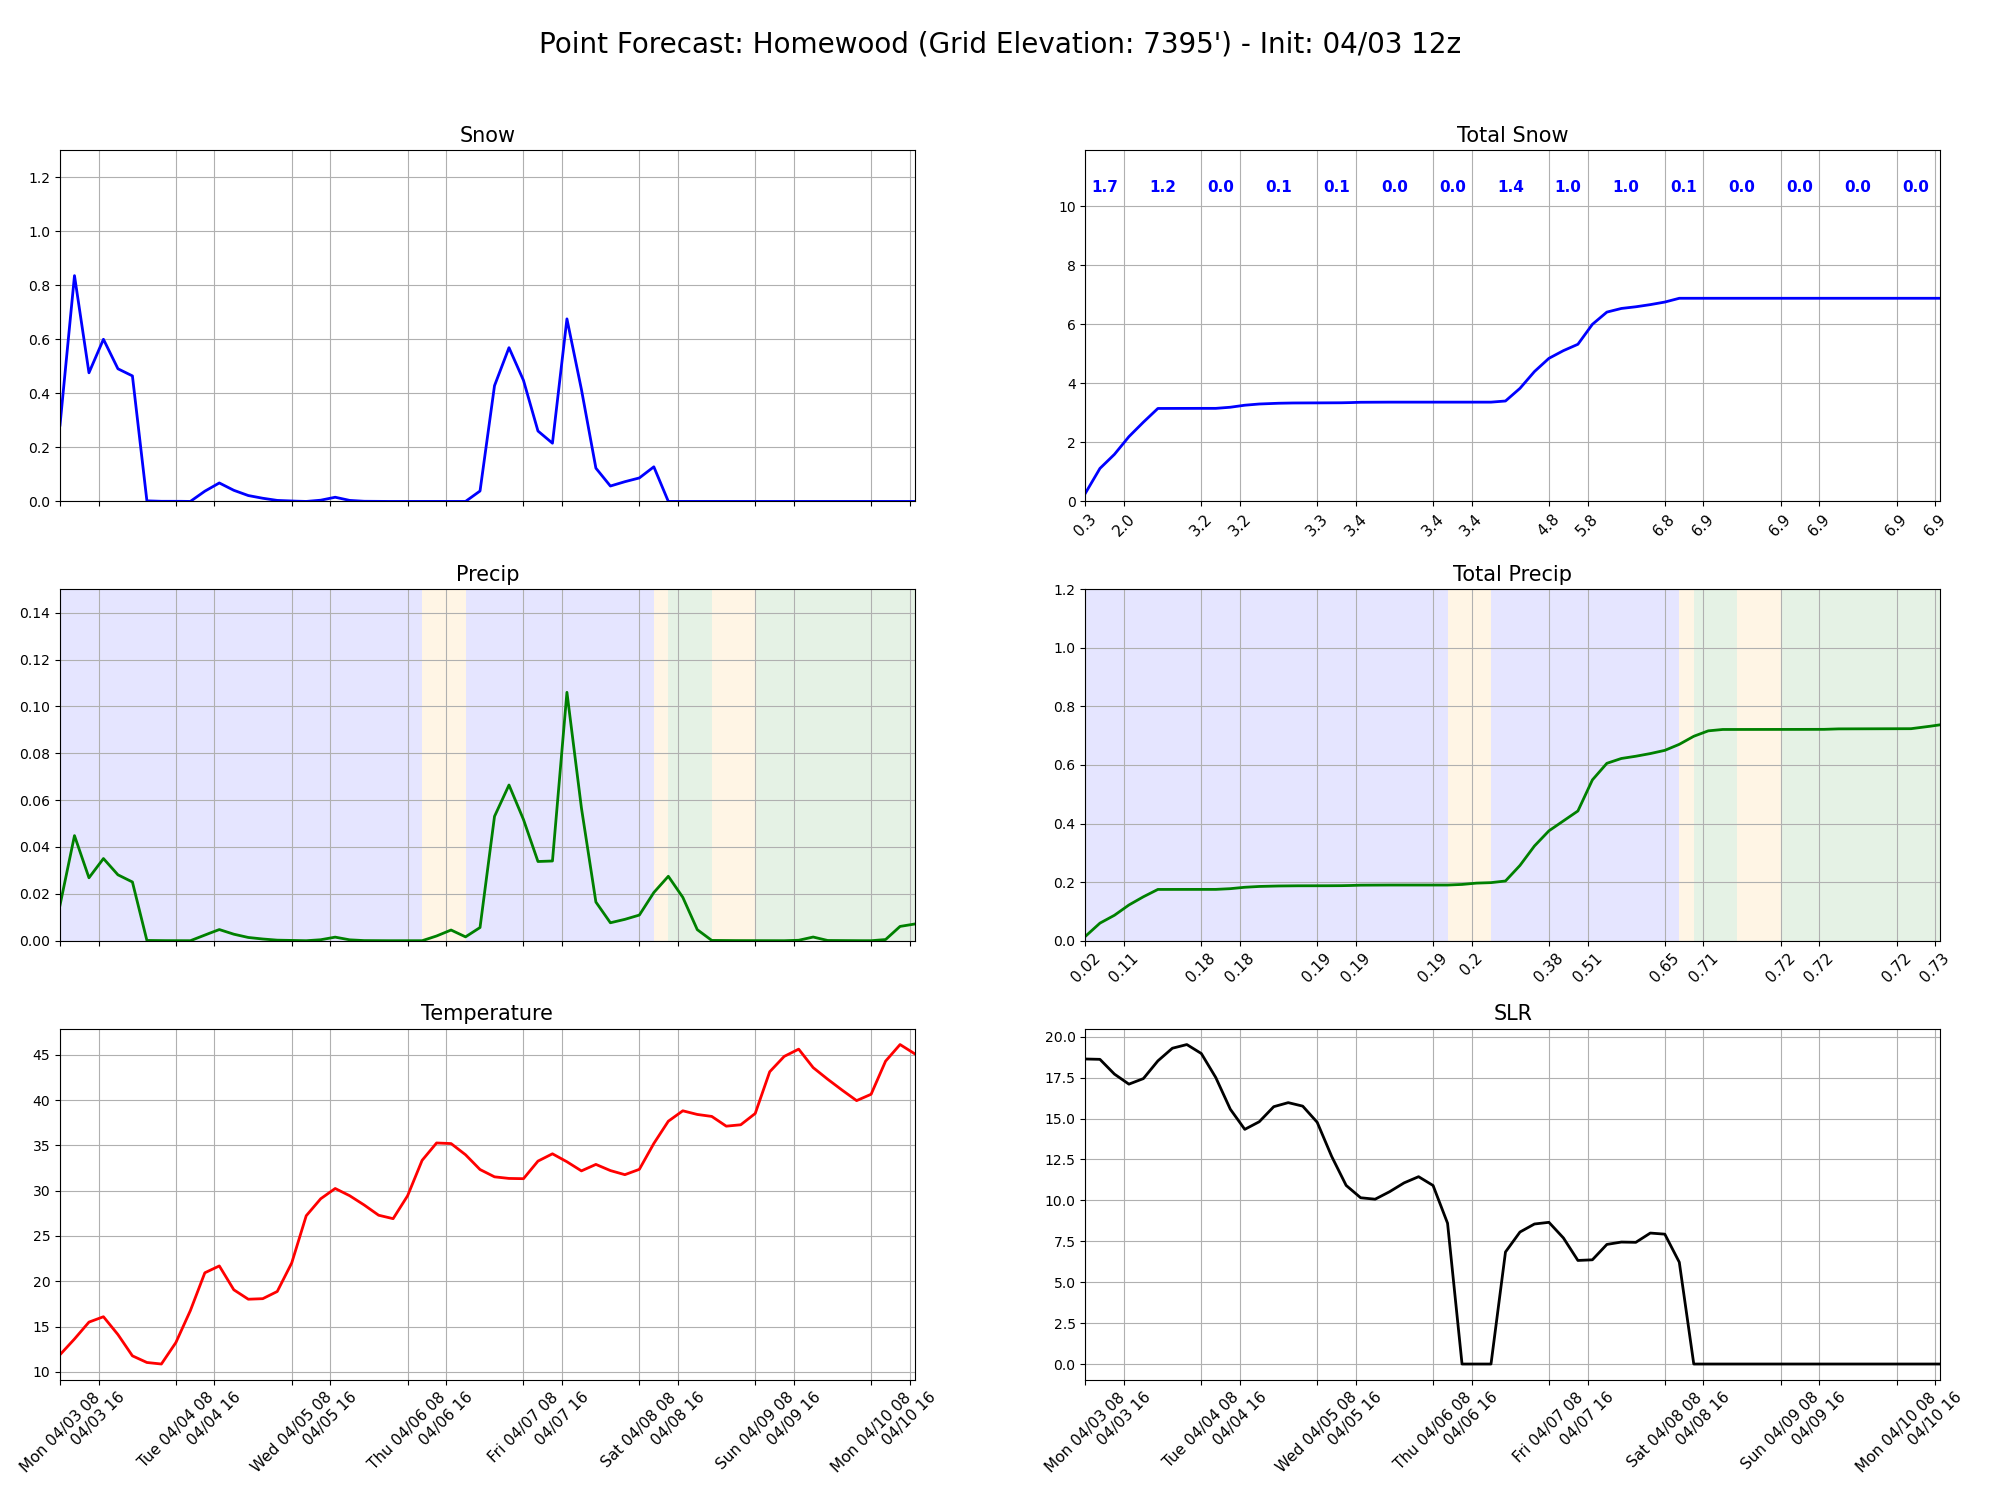 Point Forecast: Homewood (Grid Elevation: 7395') - Init: 04/03 12z
Snow
1.2
1.0
0.8
0.6
0.4
0.2
0.0
Total Snow
1.7 1.2 0.0 0.1 0.1 0.0 0.0 1.4 1.0 1.0 0.1 0.0 0.0 0.0 0.0
10
8
6
4
2
0
0.3 2.0 3.2 3.2 3.3 3.4 3.4 3.4 4.8 5.8 6.8 6.9 6.9 6.9 6.9 6.9
Precip
0.14
0.12
0.10
0.08
0.06
0.04
0.02
0.00
Total Precip
1.2
1.0
0.8
0.6
0.4
0.2
0.0
0.02 0.11 0.18 0.18 0.19 0.19 0.19 0.2 0.38 0.51 0.65 0.71 0.72 0.72 0.72 0.73
Temperature
45
40
35
30
25
20
15
10
Mon 04/03 08
04/03 16
Tue 04/04 08
04/04 16
Wed 04/05 08
04/05 16
Thu 04/06 08
04/06 16
Fri 04/07 08
04/07 16
Sat 04/08 08
04/08 16
Sun 04/09 08
04/09 16
Mon 04/10 08
04/10 16
SLR
20.0
17.5
15.0
12.5
10.0
7.5
5.0
2.5
0.0
Mon 04/03 08
04/03 16
Tue 04/04 08
04/04 16
Wed 04/05 08
04/05 16
Thu 04/06 08
04/06 16
Fri 04/07 08
04/07 16
Sat 04/08 08
04/08 16
Sun 04/09 08
04/09 16
Mon 04/10 08
04/10 16